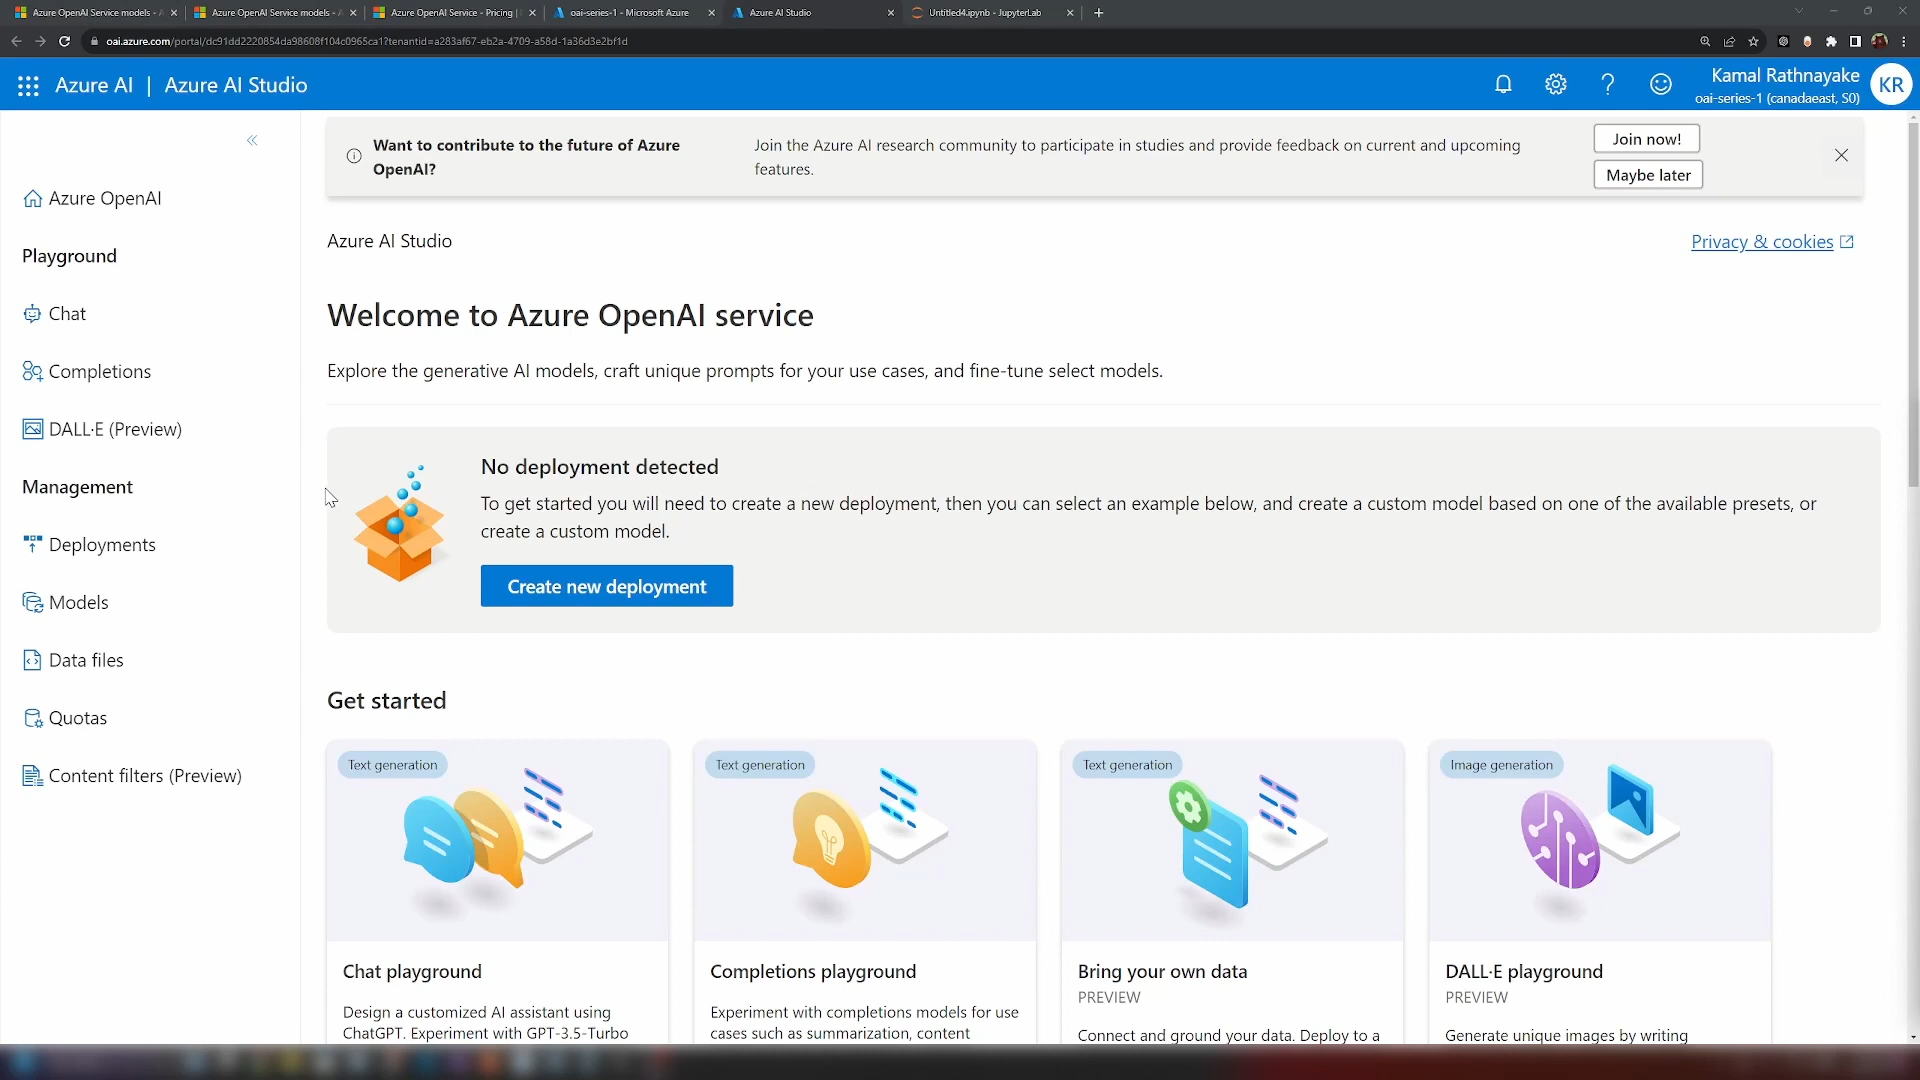 Azure OpenAI Service models - A
Azure OpenAI Service models - A
Azure OpenAI Service - Pricing |
oai-series-1 - Microsoft Azure
Azure AI Studio
Untitled4.ipynb - JupyterLab
oai.azure.com/portal/dc91dd2220854da98608f104c0965ca1?tenantid=a283af67-eb2a-4709-a58d-1a36d3e2bf1d
Azure AI | Azure AI Studio
Kamal Rathnayake
oai-series-1 (canadaeast, S0)
KR
Want to contribute to the future of Azure
OpenAI?
Join the Azure AI research community to participate in studies and provide feedback on current and upcoming
features.
Join now!
Maybe later
Azure OpenAI
Playground
Chat
Completions
DALL·E (Preview)
Management
Deployments
Models
Data files
Quotas
Content filters (Preview)
Azure AI Studio
Privacy & cookies
Welcome to Azure OpenAI service
Explore the generative AI models, craft unique prompts for your use cases, and fine-tune select models.
No deployment detected
To get started you will need to create a new deployment, then you can select an example below, and create a custom model based on one of the available presets, or
create a custom model.
Create new deployment
Get started
Text generation
Chat playground
Design a customized AI assistant using
ChatGPT. Experiment with GPT-3.5-Turbo
Text generation
Completions playground
Experiment with completions models for use
cases such as summarization, content
Text generation
Bring your own data
PREVIEW
Connect and ground your data. Deploy to a
Image generation
DALL·E playground
PREVIEW
Generate unique images by writing